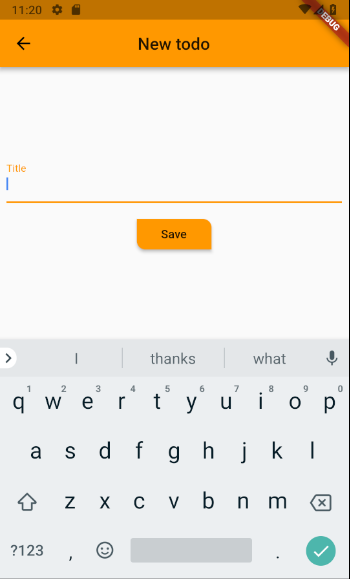 11:20
DEBUG
New todo
Title
Save
I thanks what
1 2 3 4 5 6 7 8 9 0
q w e r t y u i o p
a s d f g h j k l
z x c v b n m
?123 , .